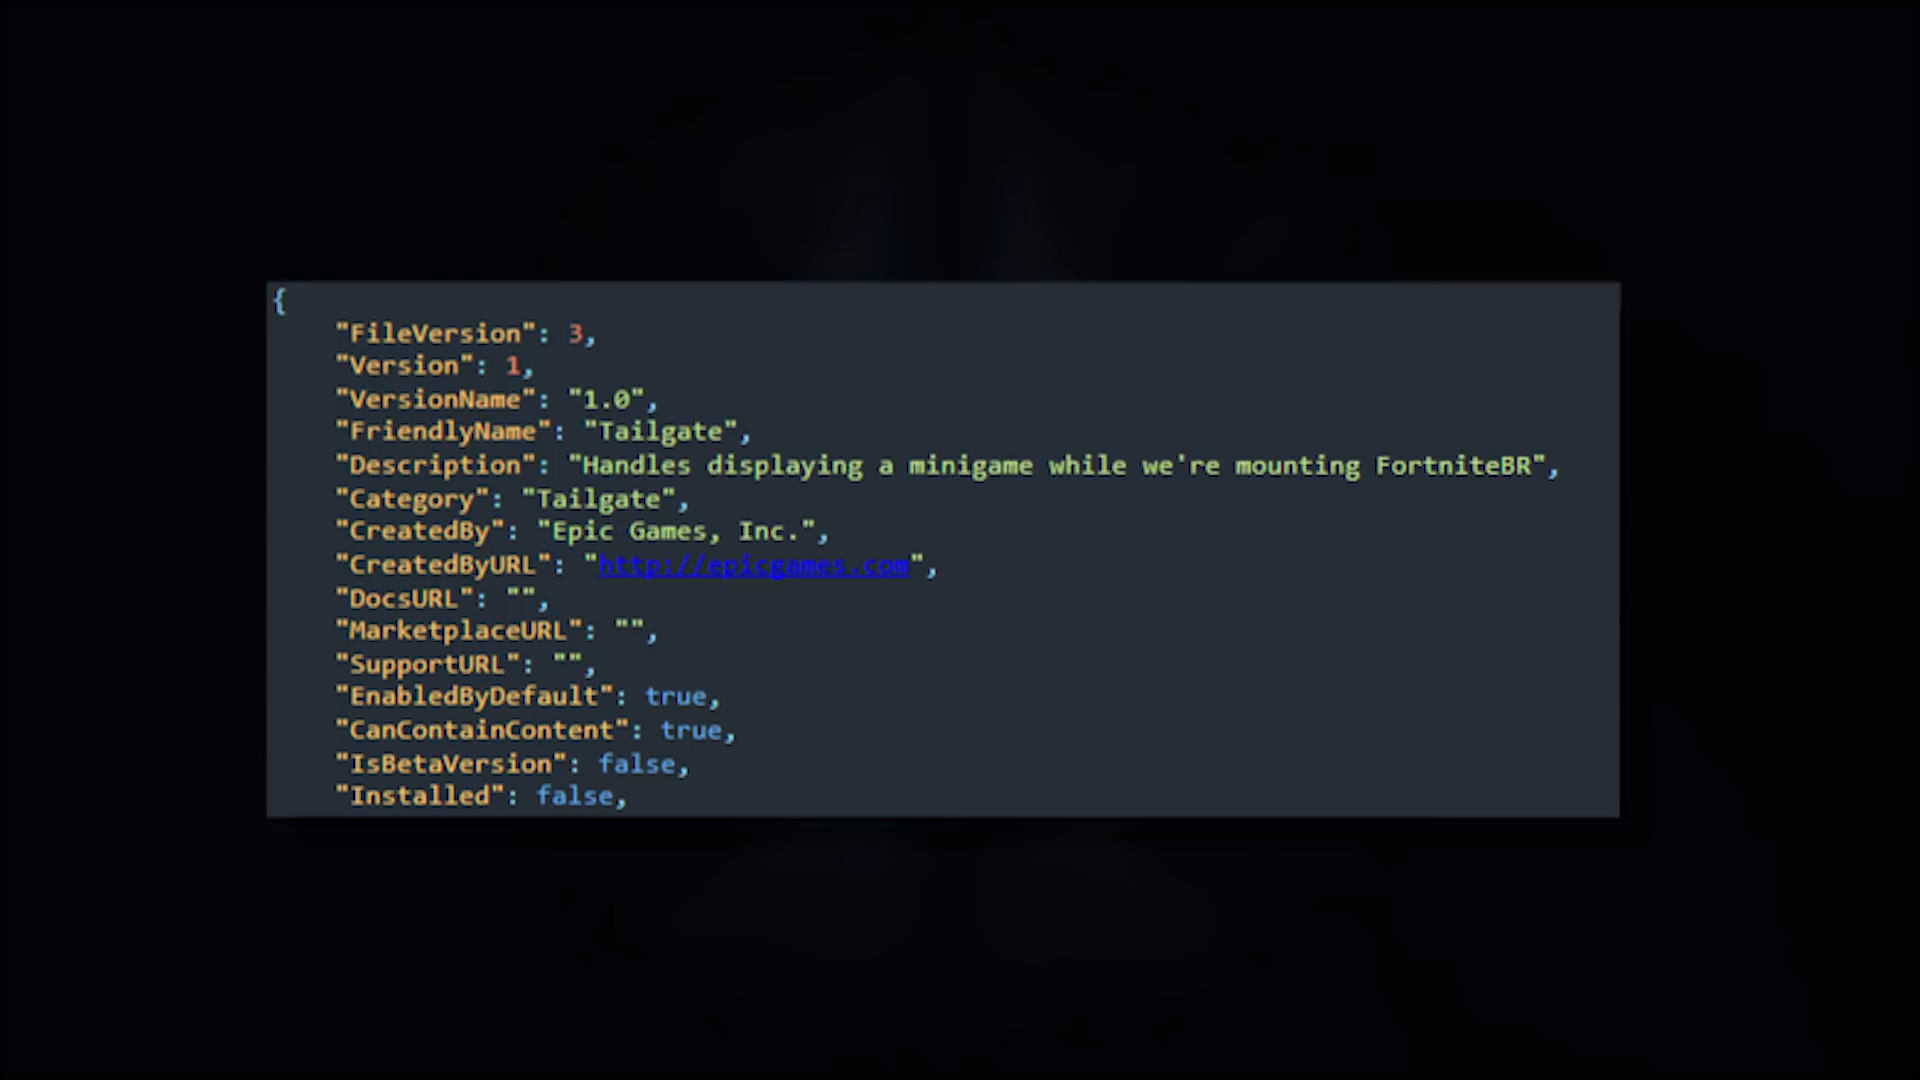 {
"FileVersion": 3,
"Version": 1,
"VersionName": "1.0",
"FriendlyName": "Tailgate",
"Description": "Handles displaying a minigame while we're mounting FortniteBR",
"Category": "Tailgate",
"CreatedBy": "Epic Games, Inc.",
"CreatedByURL": "http://epicgames.com",
"DocsURL": "",
"MarketplaceURL": "",
"SupportURL": "",
"EnabledByDefault": true,
"CanContainContent": true,
"IsBetaVersion": false,
"Installed": false,